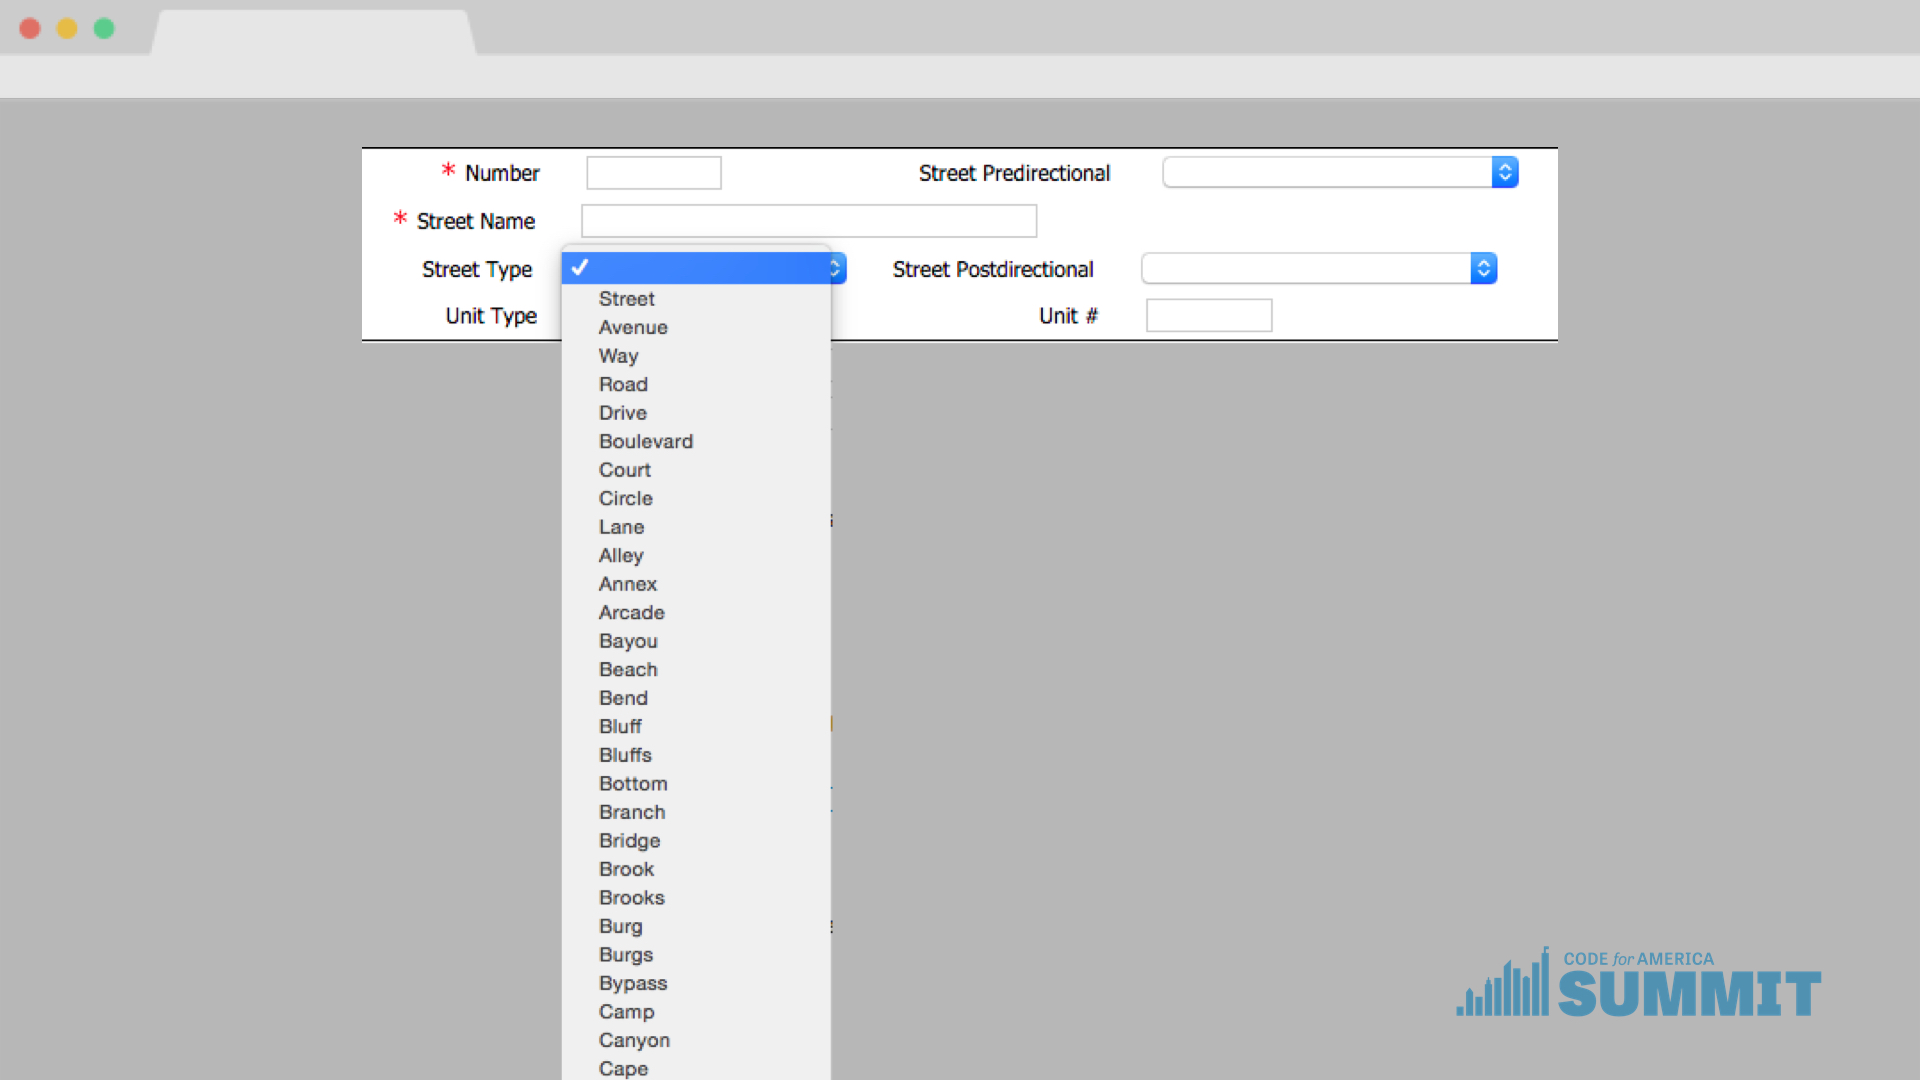 * Number Street Predirectional
* Street Name
Street Type Street Postdirectional
Unit Type Unit #
✓
Street
Avenue
Way
Road
Drive
Boulevard
Court
Circle
Lane
Alley
Annex
Arcade
Bayou
Beach
Bend
Bluff
Bluffs
Bottom
Branch
Bridge
Brook
Brooks
Burg
Burgs
Bypass
Camp
Canyon
Cape
CODE for AMERICA
SUMMIT